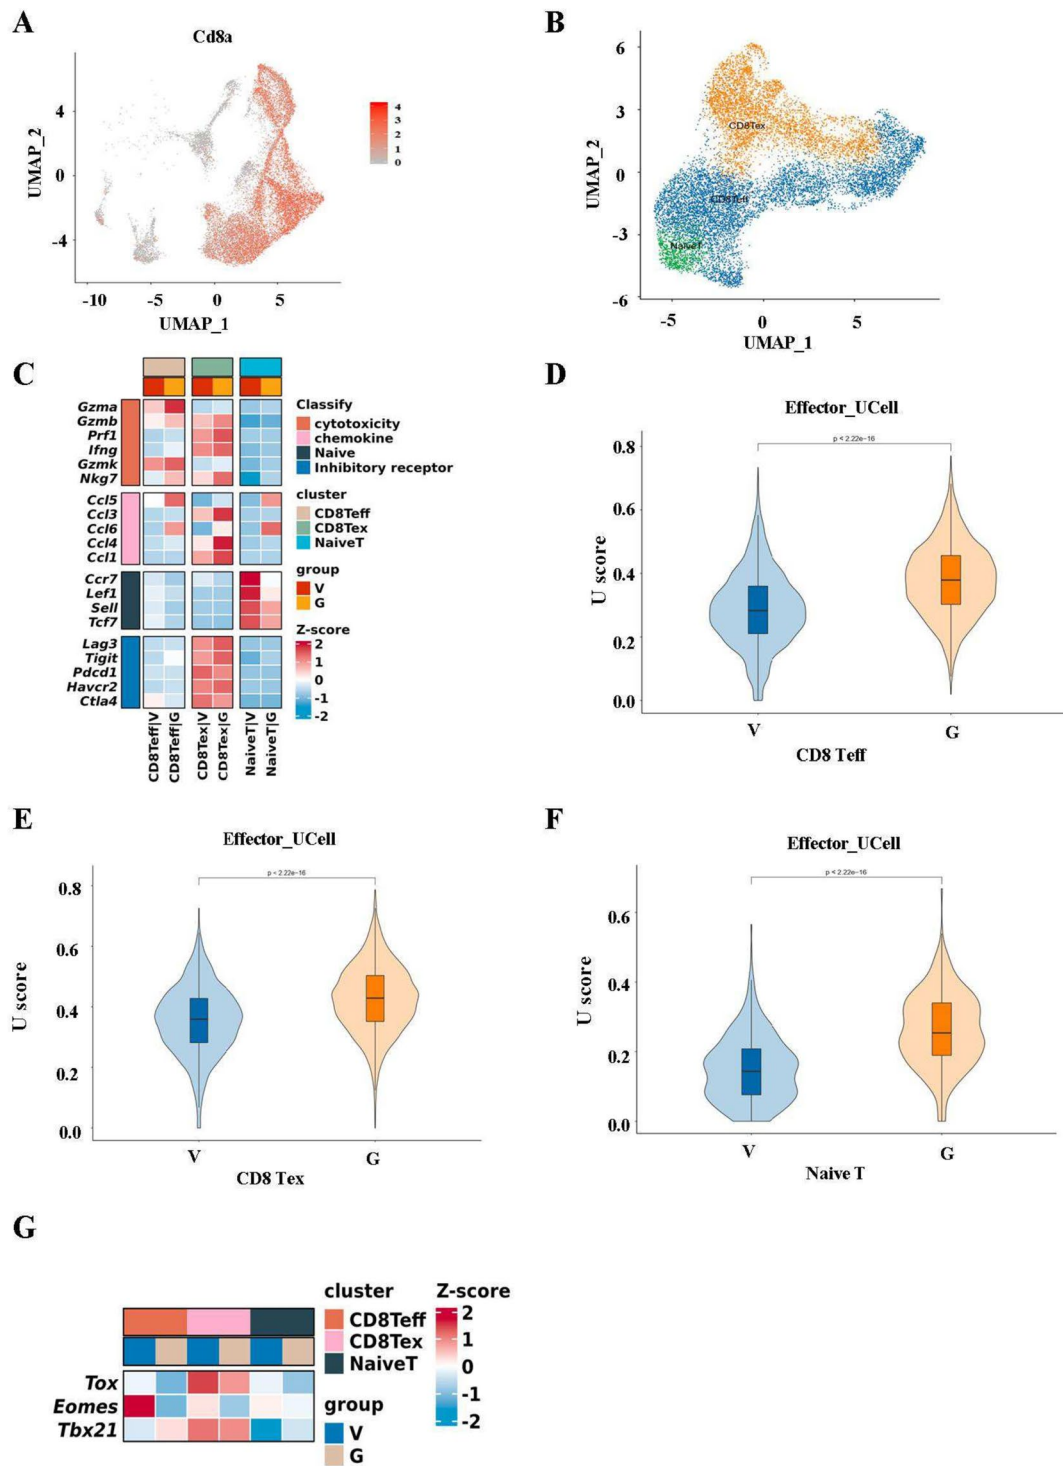 A
Cd8a
4
0
-4
UMAP_2
-10
-5
0
5
UMAP_1
4
3
2
1
0
B
6
3
0
-3
-6
UMAP_2
CD8Tex
CD8Teff
NaiveT
-5
0
5
UMAP_1
C
Gzma
Gzmb
Prf1
Ifng
Gzmk
Nkg7
Ccl5
Ccl3
Ccl6
Ccl4
Ccl1
Ccr7
Lef1
Sell
Tcf7
Lag3
Tigit
Pdcd1
Havcr2
Ctla4
CD8Teff|V
CD8Teff|G
CD8Tex|V
CD8Tex|G
NaiveT|V
NaiveT|G
Classify
cytotoxicity
chemokine
Naive
Inhibitory receptor
cluster
CD8Teff
CD8Tex
NaiveT
group
V
G
Z-score
2
1
0
-1
-2
D
Effector_UCell
p < 2.22e-16
0.8
0.6
0.4
0.2
0.0
U score
V
G
CD8 Teff
E
Effector_UCell
p < 2.22e-16
0.8
0.6
0.4
0.2
0.0
U score
V
G
CD8 Tex
F
Effector_UCell
p < 2.22e-16
0.6
0.4
0.2
0.0
U score
V
G
Naive T
G
Tox
Eomes
Tbx21
cluster
CD8Teff
CD8Tex
NaiveT
group
V
G
Z-score
2
1
0
-1
-2